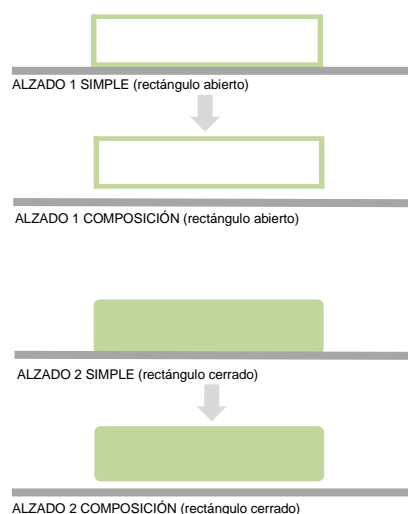 ALZADO 1 SIMPLE (rectángulo abierto)
ALZADO 1 COMPOSICIÓN (rectángulo abierto)
ALZADO 2 SIMPLE (rectángulo cerrado)
ALZADO 2 COMPOSICIÓN (rectángulo cerrado)